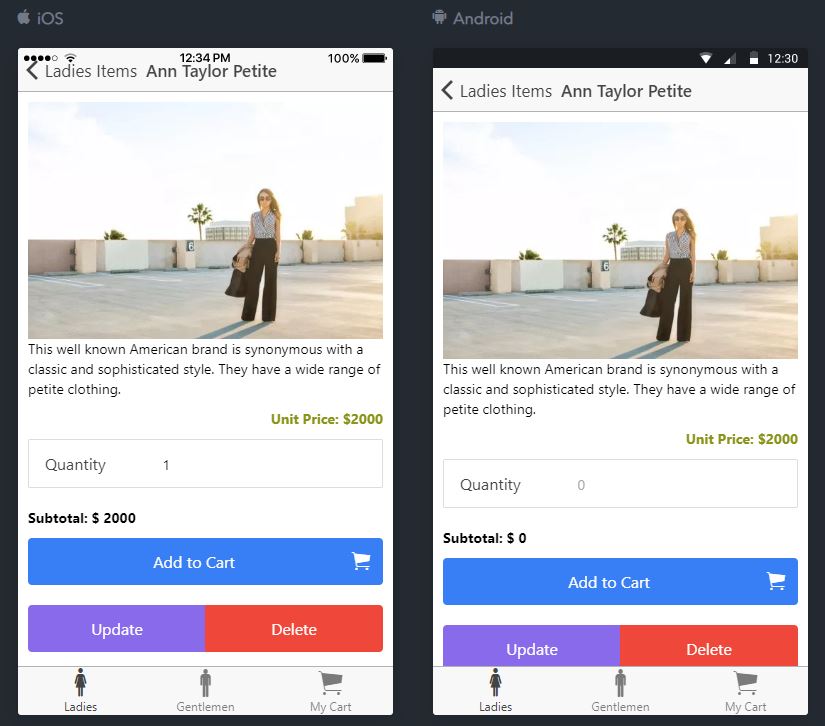 iOS
12:34 PM
100%
Ladies Items Ann Taylor Petite
6
This well known American brand is synonymous with a
classic and sophisticated style. They have a wide range of
petite clothing.
Unit Price: $2000
Quantity 1
Subtotal: $ 2000
Add to Cart
Update Delete
Ladies Gentlemen My Cart
Android
12:30
Ladies Items Ann Taylor Petite
6
This well known American brand is synonymous with a
classic and sophisticated style. They have a wide range of
petite clothing.
Unit Price: $2000
Quantity 0
Subtotal: $ 0
Add to Cart
Update Delete
Ladies Gentlemen My Cart